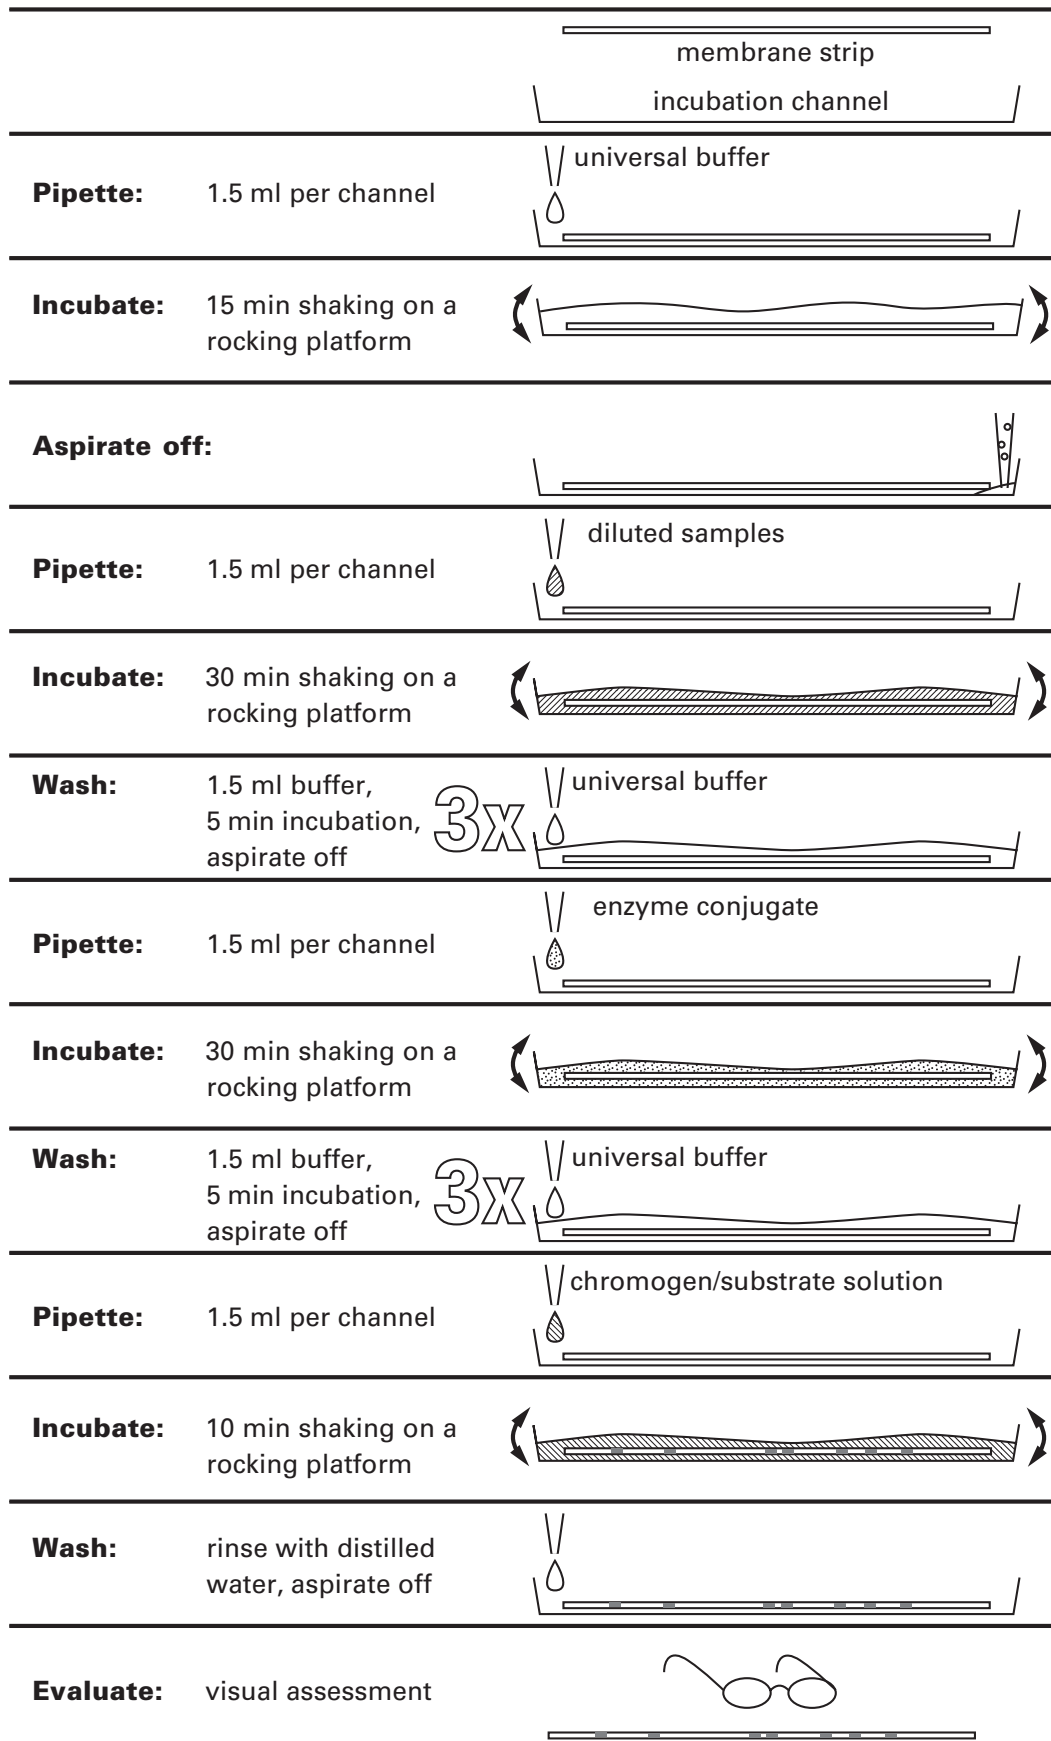 membrane strip
incubation channel
universal buffer
Pipette: 1.5 ml per channel
Incubate: 15 min shaking on a
rocking platform
Aspirate off:
diluted samples
Pipette: 1.5 ml per channel
Incubate: 30 min shaking on a
rocking platform
Wash: 1.5 ml buffer, universal buffer
5 min incubation, 3x
aspirate off
enzyme conjugate
Pipette: 1.5 ml per channel
Incubate: 30 min shaking on a
rocking platform
Wash: 1.5 ml buffer, universal buffer
5 min incubation, 3x
aspirate off
chromogen/substrate solution
Pipette: 1.5 ml per channel
Incubate: 10 min shaking on a
rocking platform
Wash: rinse with distilled
water, aspirate off
Evaluate: visual assessment